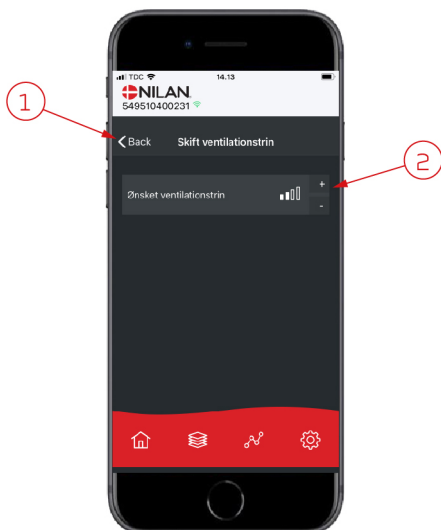 TDC 14.13
NILAN
549510400231
1
Back Skift ventilationstrin
2
Ønsket ventilationstrin +
-